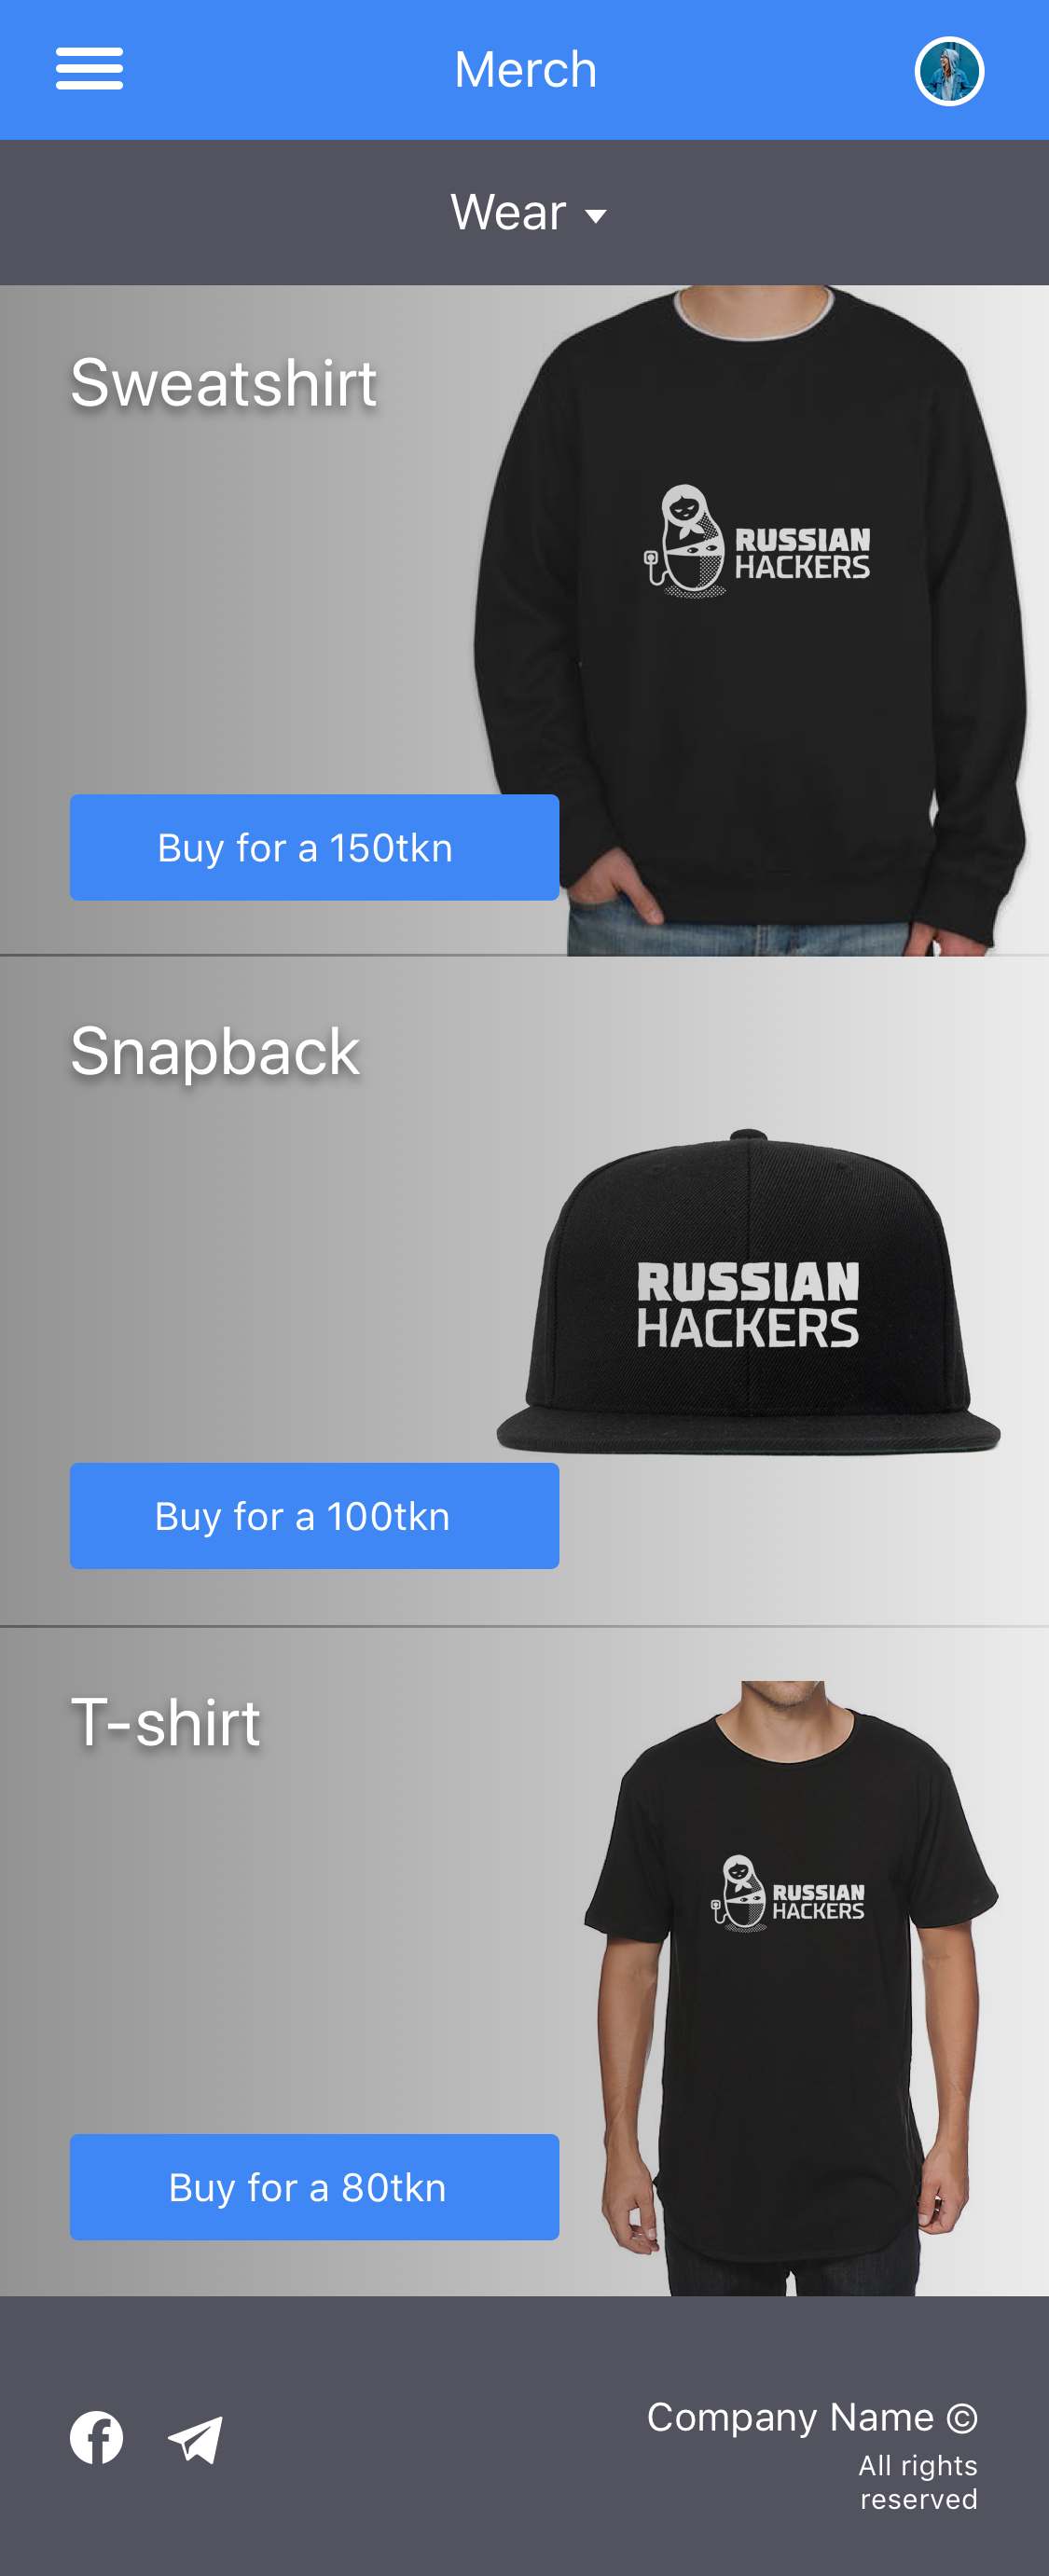 Merch
Wear
Sweatshirt
RUSSIAN
HACKERS
Buy for a 150tkn
Snapback
RUSSIAN
HACKERS
Buy for a 100tkn
T-shirt
RUSSIAN
HACKERS
Buy for a 80tkn
Company Name ©
All rights
reserved